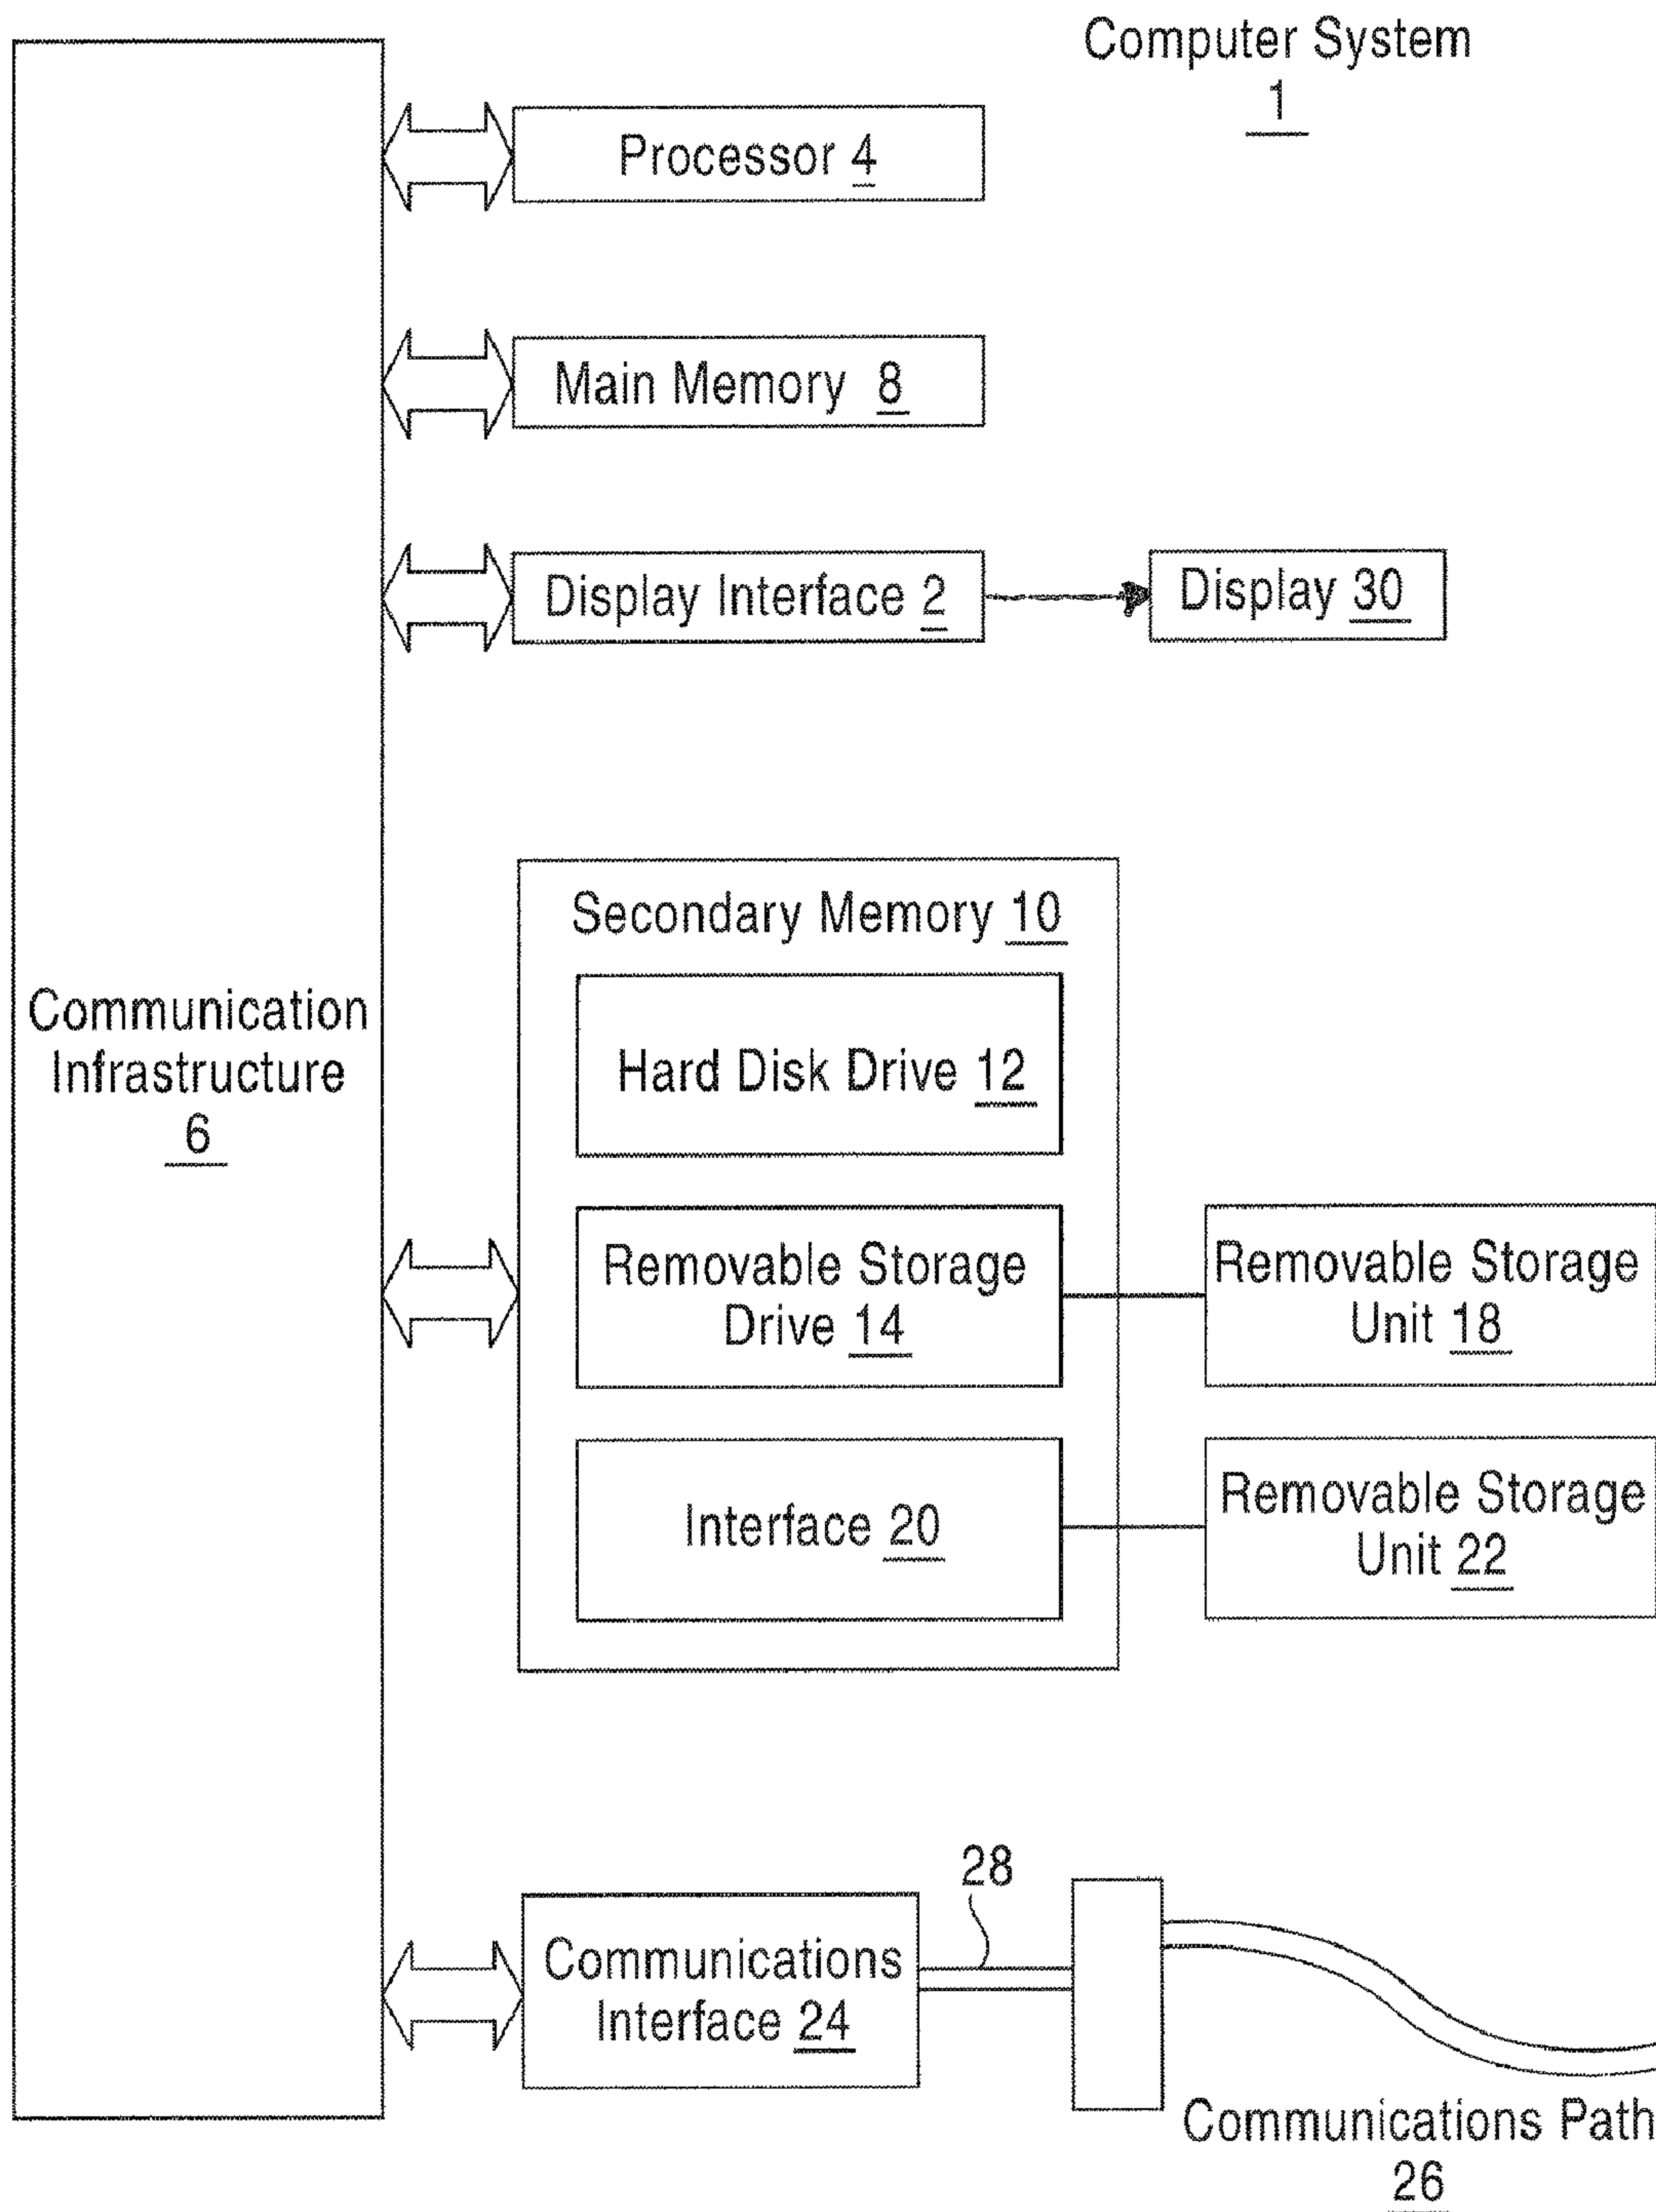 Computer System
1
Processor 4
Main Memory 8
Display Interface 2
Display 30
Secondary Memory 10
Hard Disk Drive 12
Communication
Infrastructure
6
Removable Storage
Drive 14
Removable Storage
Unit 18
Interface 20
Removable Storage
Unit 22
28
Communications
Interface 24
Communications Path
26